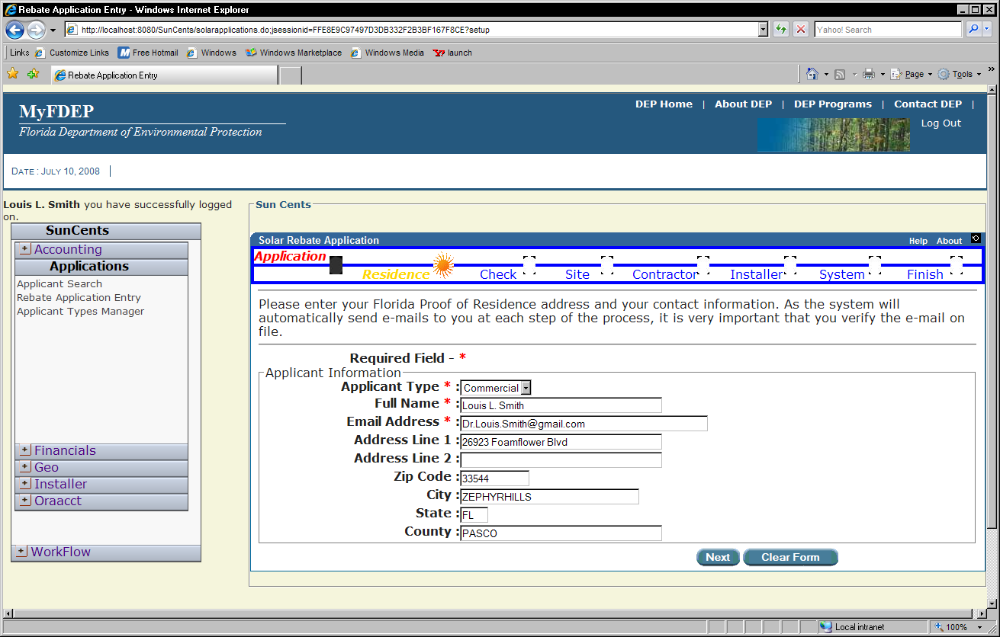 Rebate Application Entry - Windows Internet Explorer
http://localhost:8080/SunCents/solarapplications.do;jsessionid=FFE8E9C97497D3DB332F2B3BF167F8CE?setup
Yahoo! Search
Links Customize Links Free Hotmail Windows Windows Marketplace Windows Media launch
Rebate Application Entry
Page Tools
MyFDEP
Florida Department of Environmental Protection
DEP Home | About DEP | DEP Programs | Contact DEP |
Log Out
DATE : JULY 10, 2008
Louis L. Smith you have successfully logged
on.
SunCents
+ Accounting
Applications
Applicant Search
Rebate Application Entry
Applicant Types Manager
+ Financials
+ Geo
+ Installer
+ Oraacct
+ WorkFlow
Sun Cents
Solar Rebate Application
Help About
Application
Residence Check Site Contractor Installer System Finish
Please enter your Florida Proof of Residence address and your contact information. As the system will
automatically send e-mails to you at each step of the process, it is very important that you verify the e-mail on
file.
Required Field - *
Applicant Information
Applicant Type * : Commercial
Full Name * : Louis L. Smith
Email Address * : Dr.Louis.Smith@gmail.com
Address Line 1 : 26923 Foamflower Blvd
Address Line 2 :
Zip Code : 33544
City : ZEPHYRHILLS
State : FL
County : PASCO
Next Clear Form
Local intranet 100%